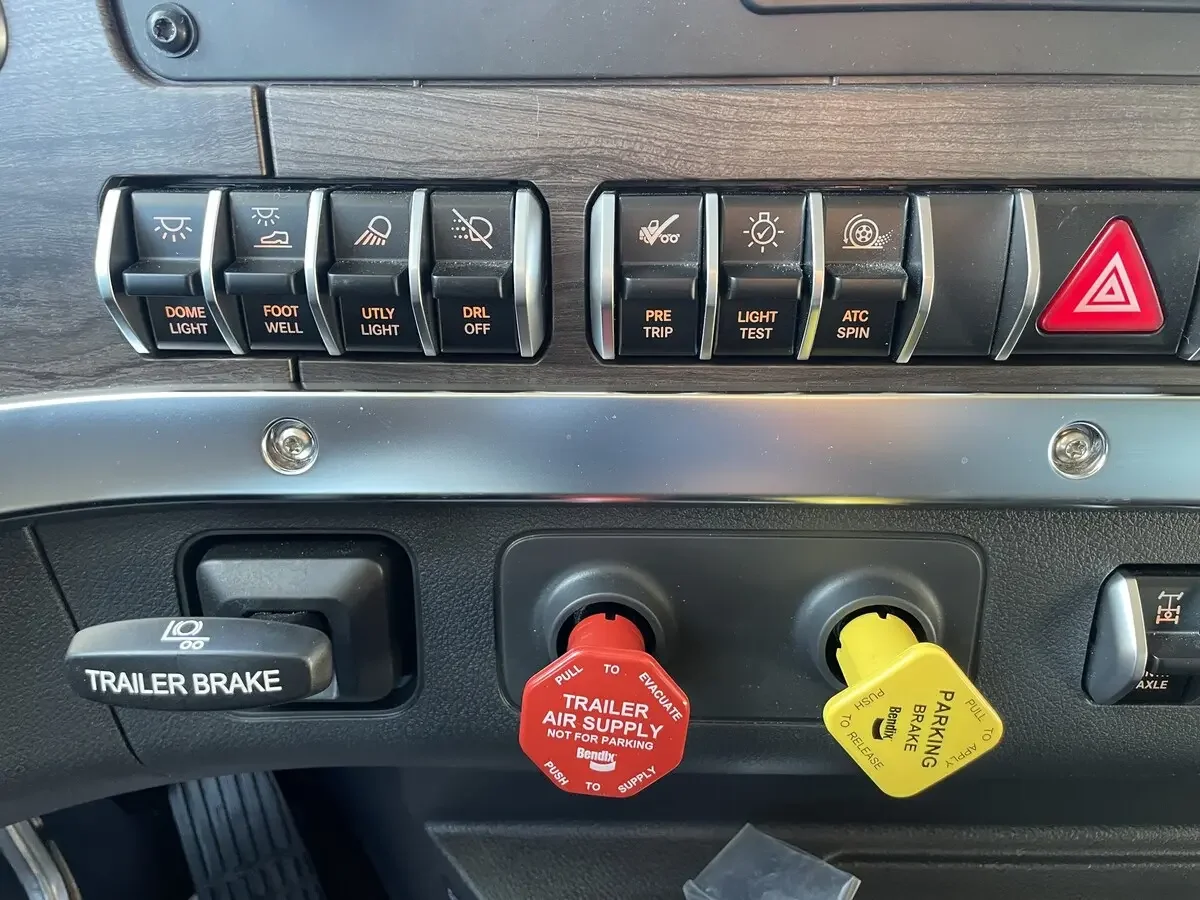 DOME
LIGHT
FOOT
WELL
UTLY
LIGHT
DRL
OFF
PRE
TRIP
LIGHT
TEST
ATC
SPIN
TRAILER BRAKE
PULL TO EVACUATE
TRAILER
AIR SUPPLY
NOT FOR PARKING
Bendix
PUSH TO SUPPLY
PULL TO APPLY
PARKING
BRAKE
Bendix
PUSH TO RELEASE
AXLE